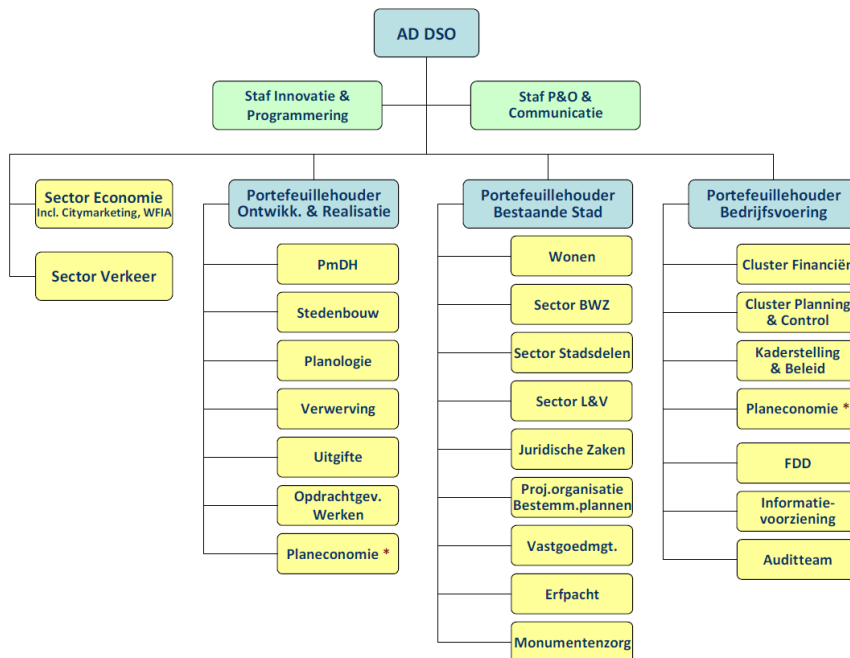 AD DSO
Staf Innovatie &
Programmering
Staf P&O &
Communicatie
Sector Economie
Incl. Citymarketing, WFIA
Sector Verkeer
Portefeuillehouder
Ontwikk. & Realisatie
PmDH
Stedenbouw
Planologie
Verwerving
Uitgifte
Opdrachtgev.
Werken
Planeconomie *
Portefeuillehouder
Bestaande Stad
Wonen
Sector BWZ
Sector Stadsdelen
Sector L&V
Juridische Zaken
Proj.organisatie
Bestemm.plannen
Vastgoedmgt.
Erfpacht
Monumentenzorg
Portefeuillehouder
Bedrijfsvoering
Cluster Financiën
Cluster Planning
& Control
Kaderstelling
& Beleid
Planeconomie *
FDD
Informatie-
voorziening
Auditteam